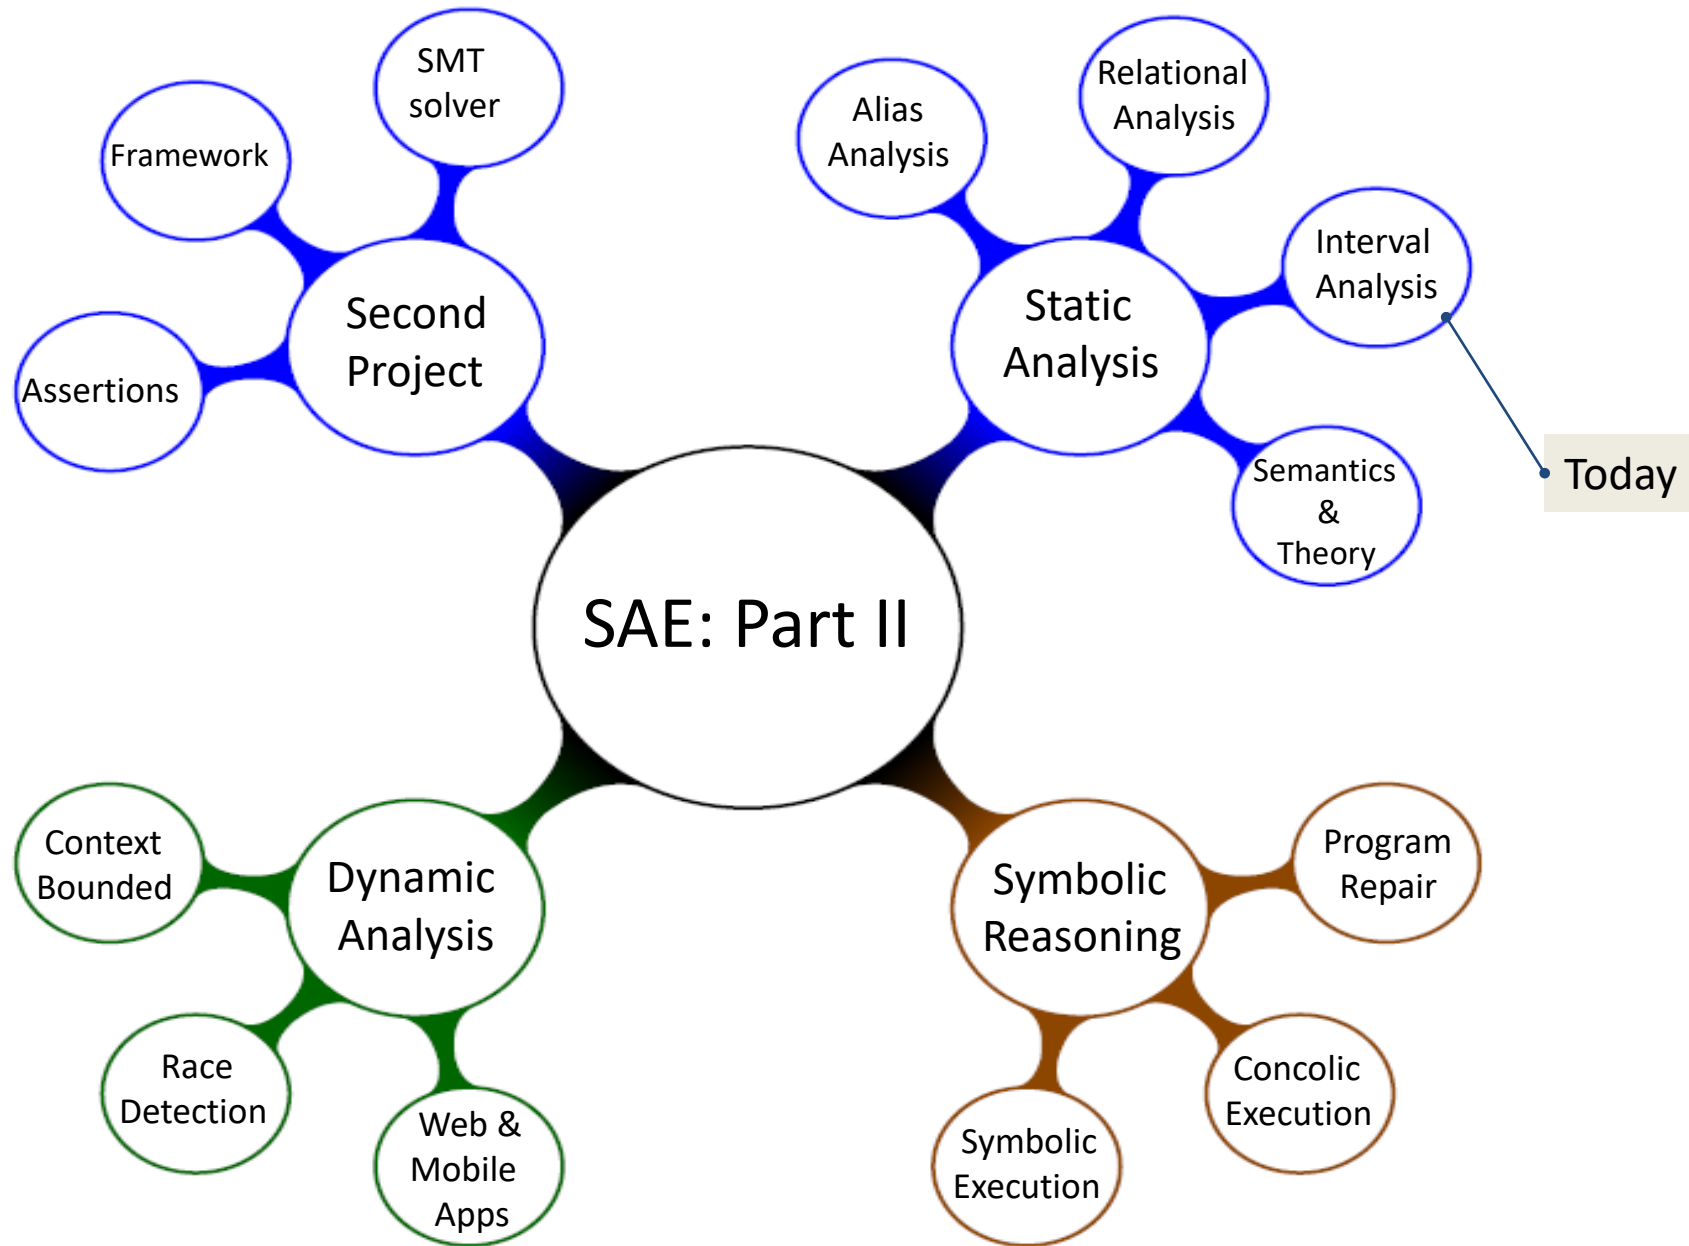 SMT
solver
Framework
Assertions
Second
Project
Alias
Analysis
Relational
Analysis
Interval
Analysis
Static
Analysis
Semantics
&
Theory
Today
SAE: Part II
Context
Bounded
Dynamic
Analysis
Race
Detection
Web &
Mobile
Apps
Symbolic
Reasoning
Program
Repair
Concolic
Execution
Symbolic
Execution